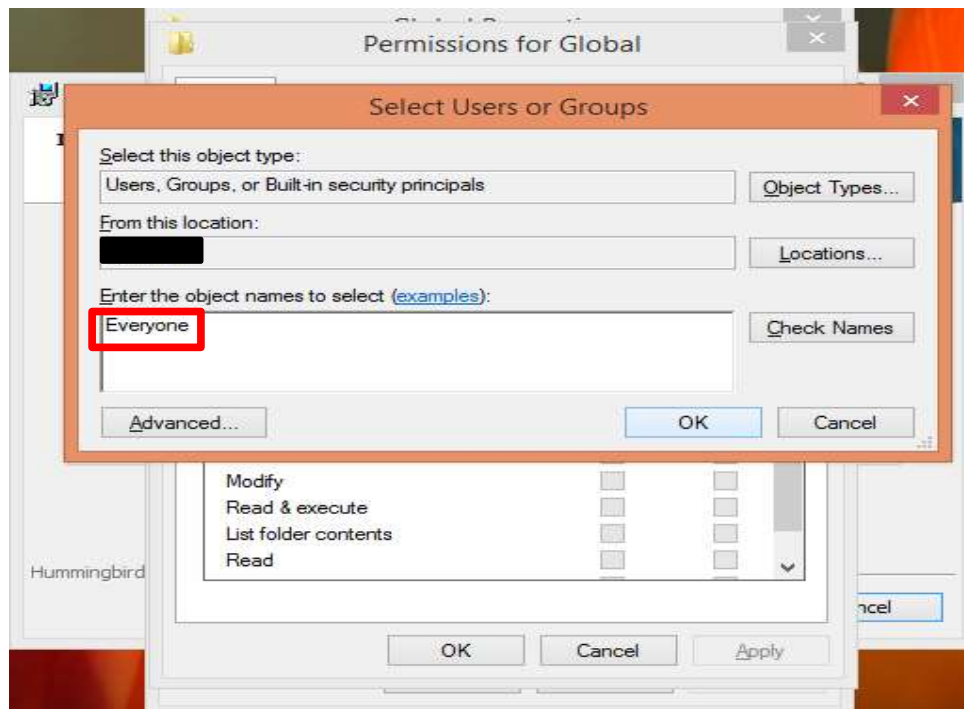 Permissions for Global
Select Users or Groups
Select this object type:
Users, Groups, or Built-in security principals
Object Types...
From this location:
Locations...
Enter the object names to select (examples):
Everyone
Check Names
Advanced...
OK
Cancel
Modify
Read & execute
List folder contents
Read
Hummingbird
ncel
OK
Cancel
Apply